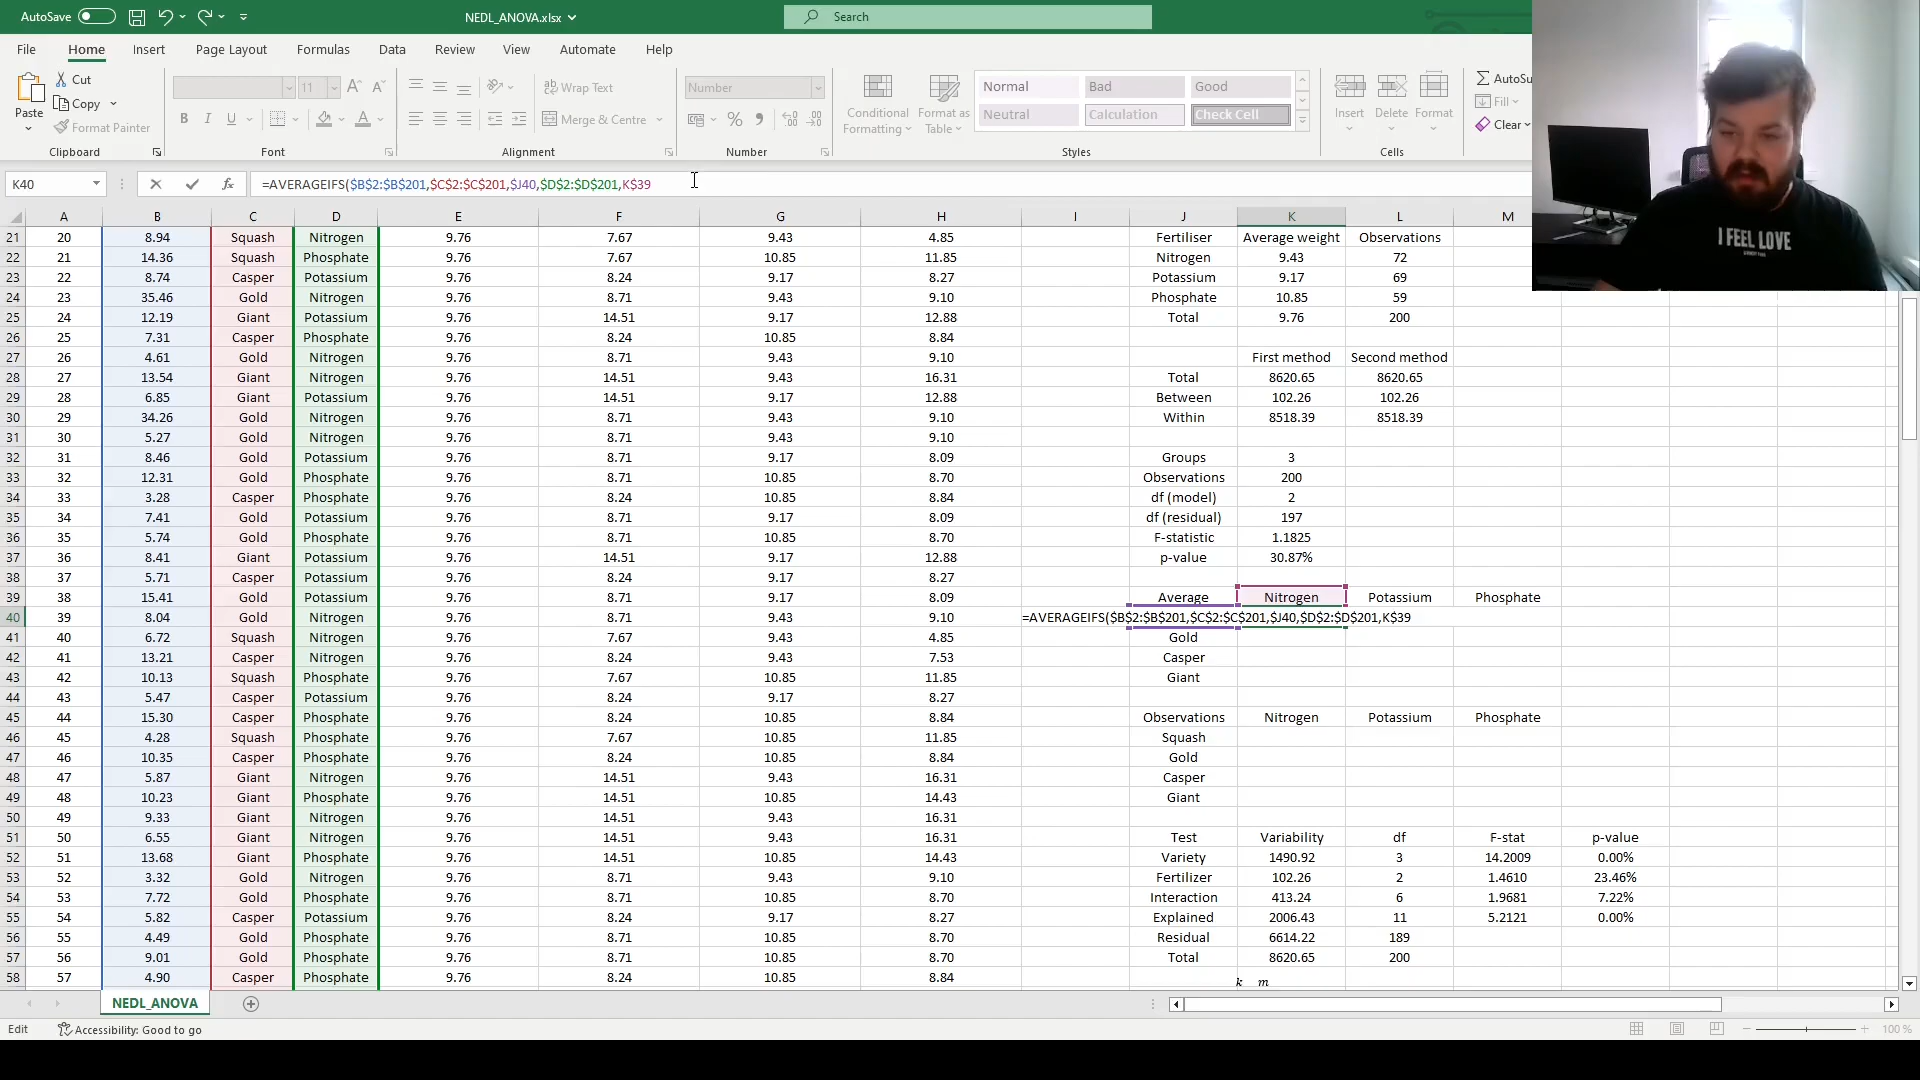 AutoSave NEDL_ANOVA.xlsx Search
File Home Insert Page Layout Formulas Data Review View Automate Help
Paste Cut Copy Format Painter Clipboard
11 A A B I U A Font
ab Wrap Text Merge & Centre Alignment
Number % Number
Conditional Formatting Format as Table
Normal Bad Good
Neutral Calculation Check Cell
Styles
Insert Delete Format Cells
Σ AutoSu Fill Clear
I FEEL LOVE
K40 fx =AVERAGEIFS($B$2:$B$201,$C$2:$C$201,$J40,$D$2:$D$201,K$39
A B C D E F G H I J K L M
21 20 8.94 Squash Nitrogen 9.76 7.67 9.43 4.85 Fertiliser Average weight Observations
22 21 14.36 Squash Phosphate 9.76 7.67 10.85 11.85 Nitrogen 9.43 72
23 22 8.74 Casper Potassium 9.76 8.24 9.17 8.27 Potassium 9.17 69
24 23 35.46 Gold Nitrogen 9.76 8.71 9.43 9.10 Phosphate 10.85 59
25 24 12.19 Giant Potassium 9.76 14.51 9.17 12.88 Total 9.76 200
26 25 7.31 Casper Phosphate 9.76 8.24 10.85 8.84
27 26 4.61 Gold Nitrogen 9.76 8.71 9.43 9.10 First method Second method
28 27 13.54 Giant Nitrogen 9.76 14.51 9.43 16.31 Total 8620.65 8620.65
29 28 6.85 Giant Potassium 9.76 14.51 9.17 12.88 Between 102.26 102.26
30 29 34.26 Gold Nitrogen 9.76 8.71 9.43 9.10 Within 8518.39 8518.39
31 30 5.27 Gold Nitrogen 9.76 8.71 9.43 9.10
32 31 8.46 Gold Potassium 9.76 8.71 9.17 8.09 Groups 3
33 32 12.31 Gold Phosphate 9.76 8.71 10.85 8.70 Observations 200
34 33 3.28 Casper Phosphate 9.76 8.24 10.85 8.84 df (model) 2
35 34 7.41 Gold Potassium 9.76 8.71 9.17 8.09 df (residual) 197
36 35 5.74 Gold Phosphate 9.76 8.71 10.85 8.70 F-statistic 1.1825
37 36 8.41 Giant Potassium 9.76 14.51 9.17 12.88 p-value 30.87%
38 37 5.71 Casper Potassium 9.76 8.24 9.17 8.27
39 38 15.41 Gold Potassium 9.76 8.71 9.17 8.09 Average Nitrogen Potassium Phosphate
40 39 8.04 Gold Nitrogen 9.76 8.71 9.43 9.10 =AVERAGEIFS($B$2:$B$201,$C$2:$C$201,$J40,$D$2:$D$201,K$39
41 40 6.72 Squash Nitrogen 9.76 7.67 9.43 4.85 Gold
42 41 13.21 Casper Nitrogen 9.76 8.24 9.43 7.53 Casper
43 42 10.13 Squash Phosphate 9.76 7.67 10.85 11.85 Giant
44 43 5.47 Casper Potassium 9.76 8.24 9.17 8.27
45 44 15.30 Casper Phosphate 9.76 8.24 10.85 8.84 Observations Nitrogen Potassium Phosphate
46 45 4.28 Squash Phosphate 9.76 7.67 10.85 11.85 Squash
47 46 10.35 Casper Phosphate 9.76 8.24 10.85 8.84 Gold
48 47 5.87 Giant Nitrogen 9.76 14.51 9.43 16.31 Casper
49 48 10.23 Giant Phosphate 9.76 14.51 10.85 14.43 Giant
50 49 9.33 Giant Nitrogen 9.76 14.51 9.43 16.31
51 50 6.55 Giant Nitrogen 9.76 14.51 9.43 16.31 Test Variability df F-stat p-value
52 51 13.68 Giant Phosphate 9.76 14.51 10.85 14.43 Variety 1490.92 3 14.2009 0.00%
53 52 3.32 Gold Nitrogen 9.76 8.71 9.43 9.10 Fertilizer 102.26 2 1.4610 23.46%
54 53 7.72 Gold Phosphate 9.76 8.71 10.85 8.70 Interaction 413.24 6 1.9681 7.22%
55 54 5.82 Casper Potassium 9.76 8.24 9.17 8.27 Explained 2006.43 11 5.2121 0.00%
56 55 4.49 Gold Phosphate 9.76 8.71 10.85 8.70 Residual 6614.22 189
57 56 9.01 Gold Phosphate 9.76 8.71 10.85 8.70 Total 8620.65 200
58 57 4.90 Casper Phosphate 9.76 8.24 10.85 8.84
k m
NEDL_ANOVA
Edit Accessibility: Good to go 100 %